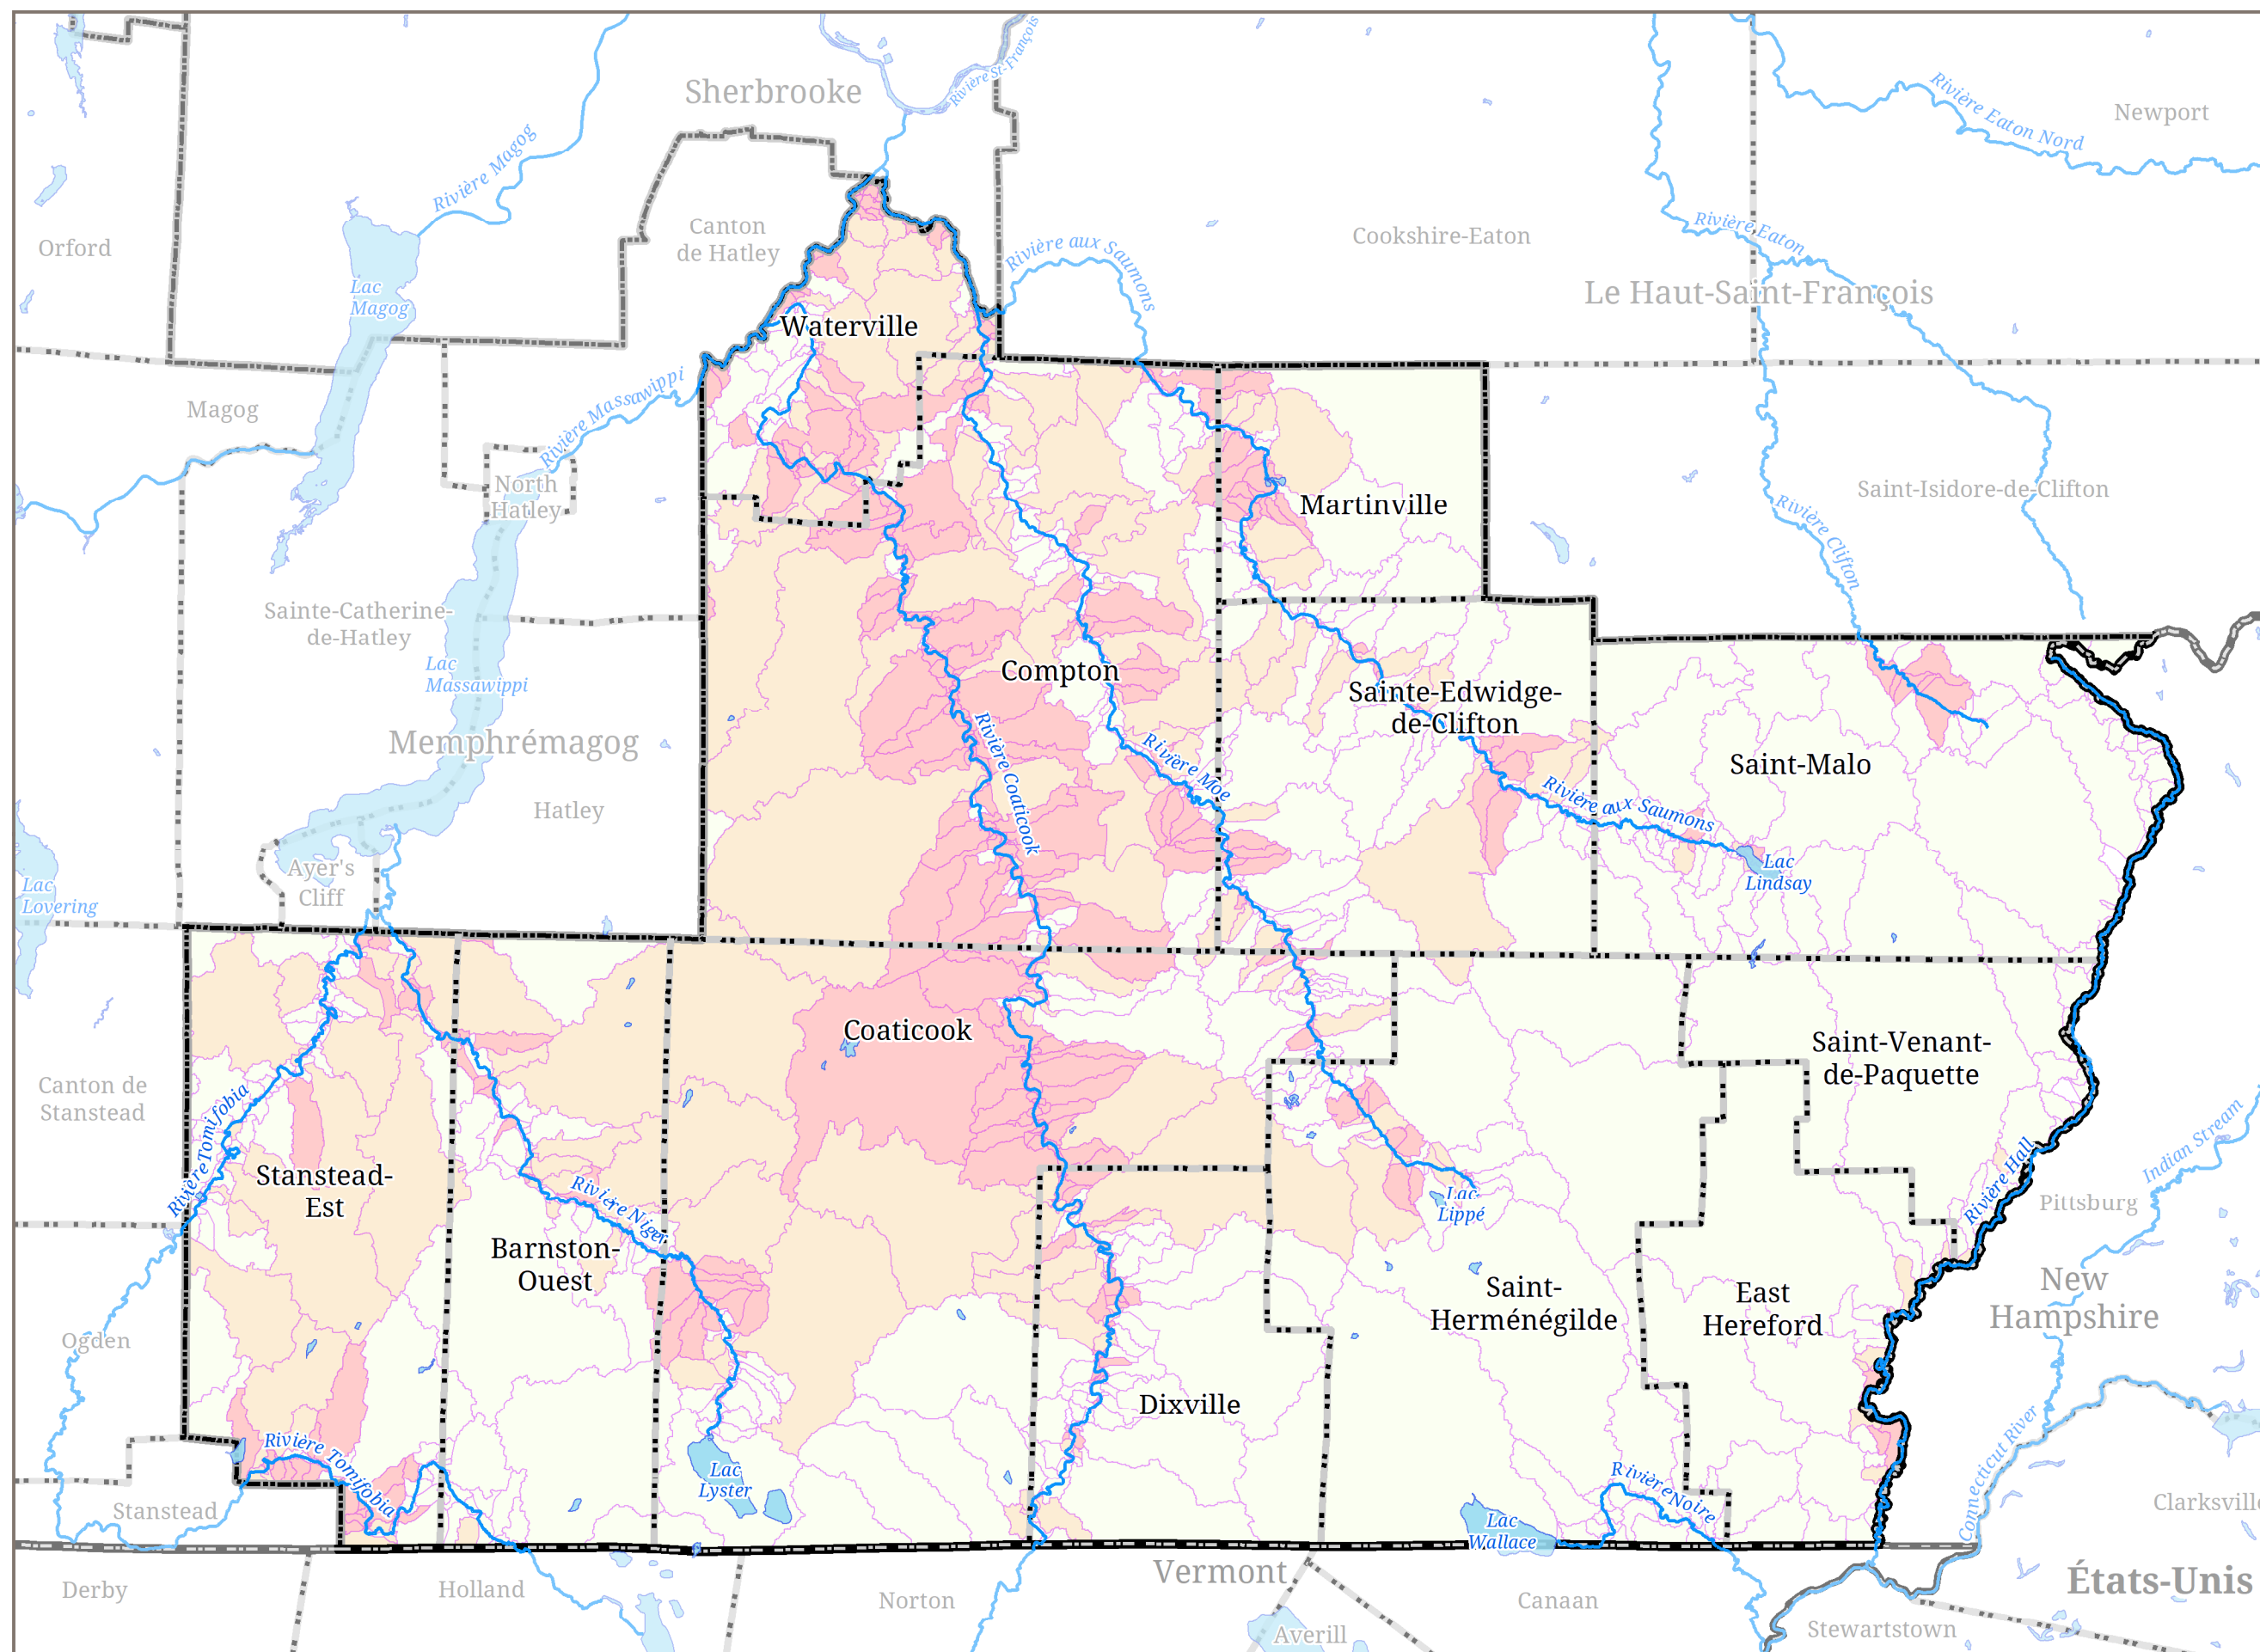 Sherbrooke
Rivière St-François
Rivière Eaton Nord
Newport
Rivière Magog
Orford
Canton
de Hatley
Rivière aux Saumons
Cookshire-Eaton
Rivière Eaton
Lac
Magog
Le Haut-Saint-François
Waterville
Magog
Rivière Massawippi
North
Hatley
Martinville
Saint-Isidore-de-Clifton
Rivière Clifton
Sainte-Catherine-
de-Hatley
Lac
Massawippi
Compton
Sainte-Edwidge-
de-Clifton
Memphrémagog
Rivière Coaticook
Rivière Moe
Saint-Malo
Hatley
Rivière aux Saumons
Ayer's
Cliff
Lac
Lindsay
Lac
Lovering
Coaticook
Saint-Venant-
de-Paquette
Canton de
Stanstead
Rivière Tomifobia
Indian Stream
Stanstead-
Est
Rivière Niger
Lac
Lippé
Rivière Hall
Pittsburg
Barnston-
Ouest
Saint-
Herménégilde
East
Hereford
New
Hampshire
Ogden
Dixville
Rivière Tomifobia
Lac
Lyster
Rivière Noire
Connecticut River
Stanstead
Clarksville
Lac
Wallace
Vermont
États-Unis
Derby
Holland
Norton
Canaan
Averill
Stewartstown